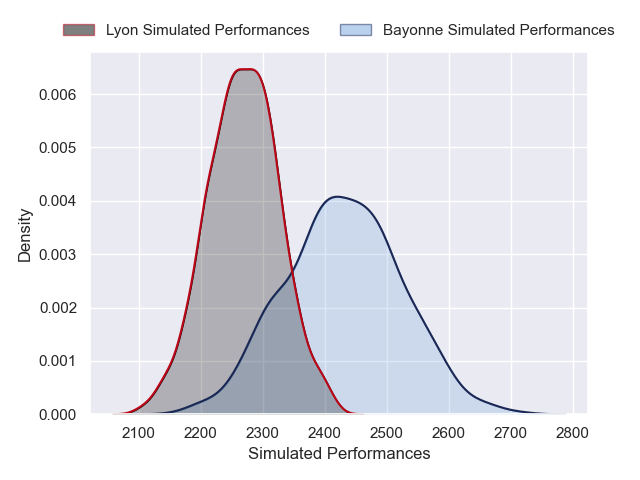 Lyon Simulated Performances Bayonne Simulated Performances
0.006
0.005
0.004
0.003
0.002
0.001
0.000
Density
2100 2200 2300 2400 2500 2600 2700 2800
Simulated Performances